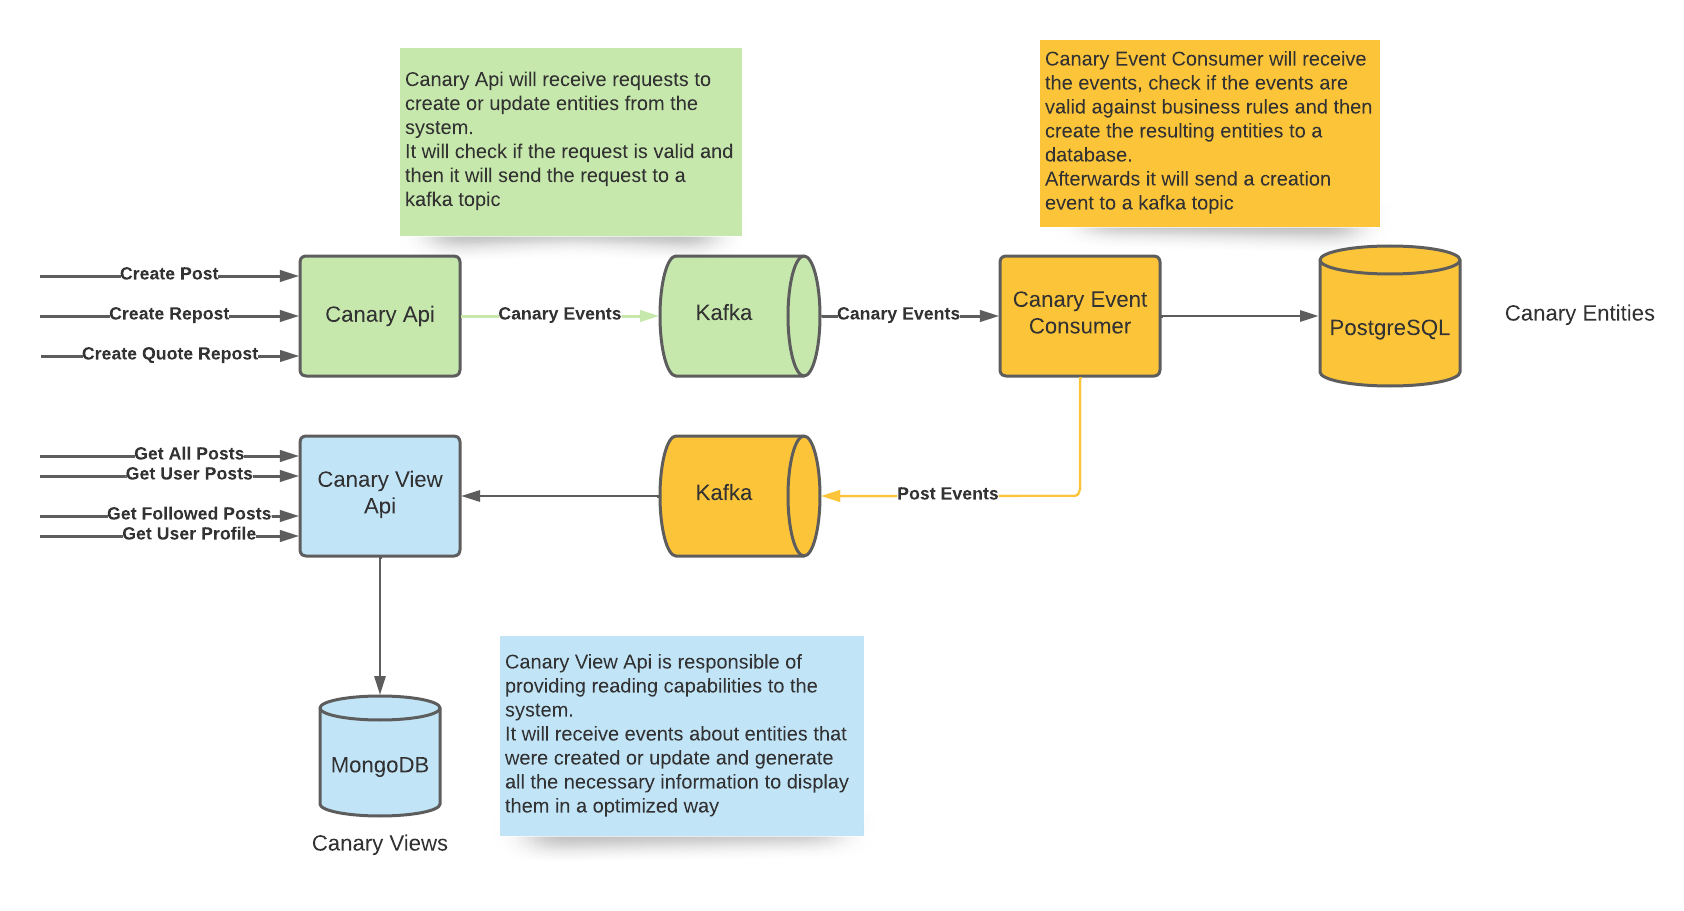 Canary Api will receive requests to
create or update entities from the
system.
It will check if the request is valid and
then it will send the request to a
kafka topic
Canary Event Consumer will receive
the events, check if the events are
valid against business rules and then
create the resulting entities to a
database.
Afterwards it will send a creation
event to a kafka topic
Create Post
Create Repost
Create Quote Repost
Canary Api
Canary Events
Kafka
Canary Events
Canary Event
Consumer
PostgreSQL
Canary Entities
Get All Posts
Get User Posts
Get Followed Posts
Get User Profile
Canary View
Api
Kafka
Post Events
Canary View Api is responsible of
providing reading capabilities to the
system.
It will receive events about entities that
were created or update and generate
all the necessary information to display
them in a optimized way
MongoDB
Canary Views